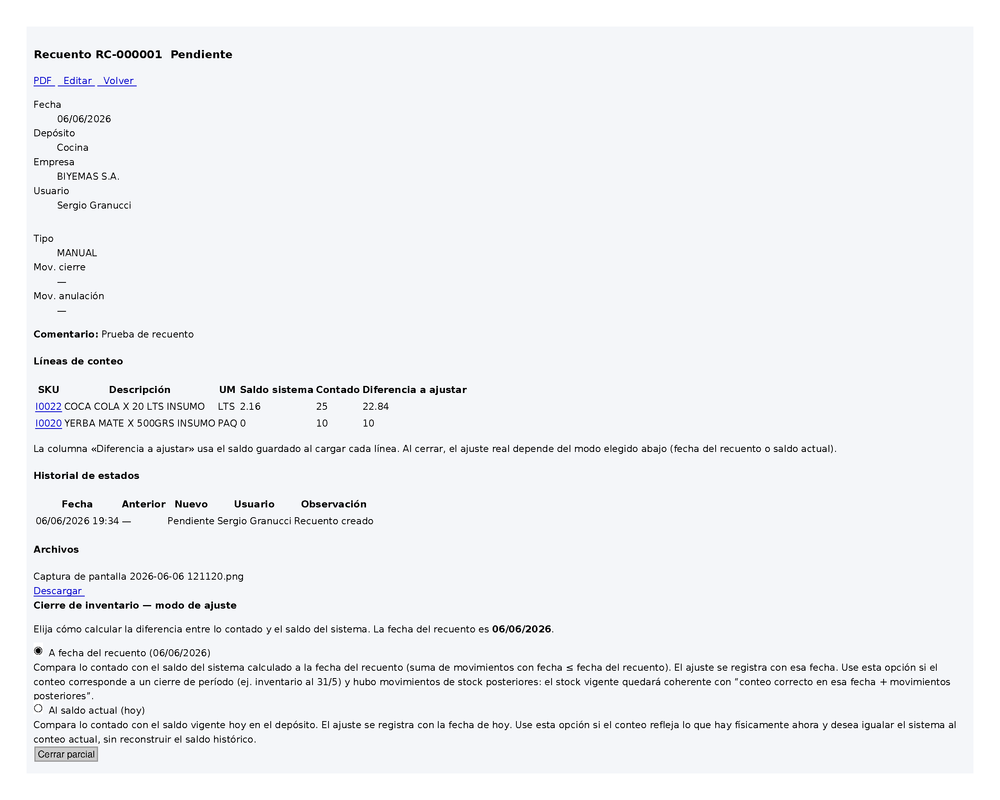 Recuento RC-000001 Pendiente
PDF Editar Volver
Fecha
06/06/2026
Depósito
Cocina
Empresa
BIYEMAS S.A.
Usuario
Sergio Granucci
Tipo
MANUAL
Mov. cierre
—
Mov. anulación
—
Comentario: Prueba de recuento
Líneas de conteo
SKU Descripción UM Saldo sistema Contado Diferencia a ajustar
I0022 COCA COLA X 20 LTS INSUMO LTS 2.16 25 22.84
I0020 YERBA MATE X 500GRS INSUMO PAQ 0 10 10
La columna «Diferencia a ajustar» usa el saldo guardado al cargar cada línea. Al cerrar, el ajuste real depende del modo elegido abajo (fecha del recuento o saldo actual).
Historial de estados
Fecha Anterior Nuevo Usuario Observación
06/06/2026 19:34 — Pendiente Sergio Granucci Recuento creado
Archivos
Captura de pantalla 2026-06-06 121120.png
Descargar
Cierre de inventario — modo de ajuste
Elija cómo calcular la diferencia entre lo contado y el saldo del sistema. La fecha del recuento es 06/06/2026.
A fecha del recuento (06/06/2026)
Compara lo contado con el saldo del sistema calculado a la fecha del recuento (suma de movimientos con fecha ≤ fecha del recuento). El ajuste se registra con esa fecha. Use esta opción si el
conteo corresponde a un cierre de período (ej. inventario al 31/5) y hubo movimientos de stock posteriores: el stock vigente quedará coherente con “conteo correcto en esa fecha + movimientos
posteriores”.
Al saldo actual (hoy)
Compara lo contado con el saldo vigente hoy en el depósito. El ajuste se registra con la fecha de hoy. Use esta opción si el conteo refleja lo que hay físicamente ahora y desea igualar el sistema al
conteo actual, sin reconstruir el saldo histórico.
Cerrar parcial